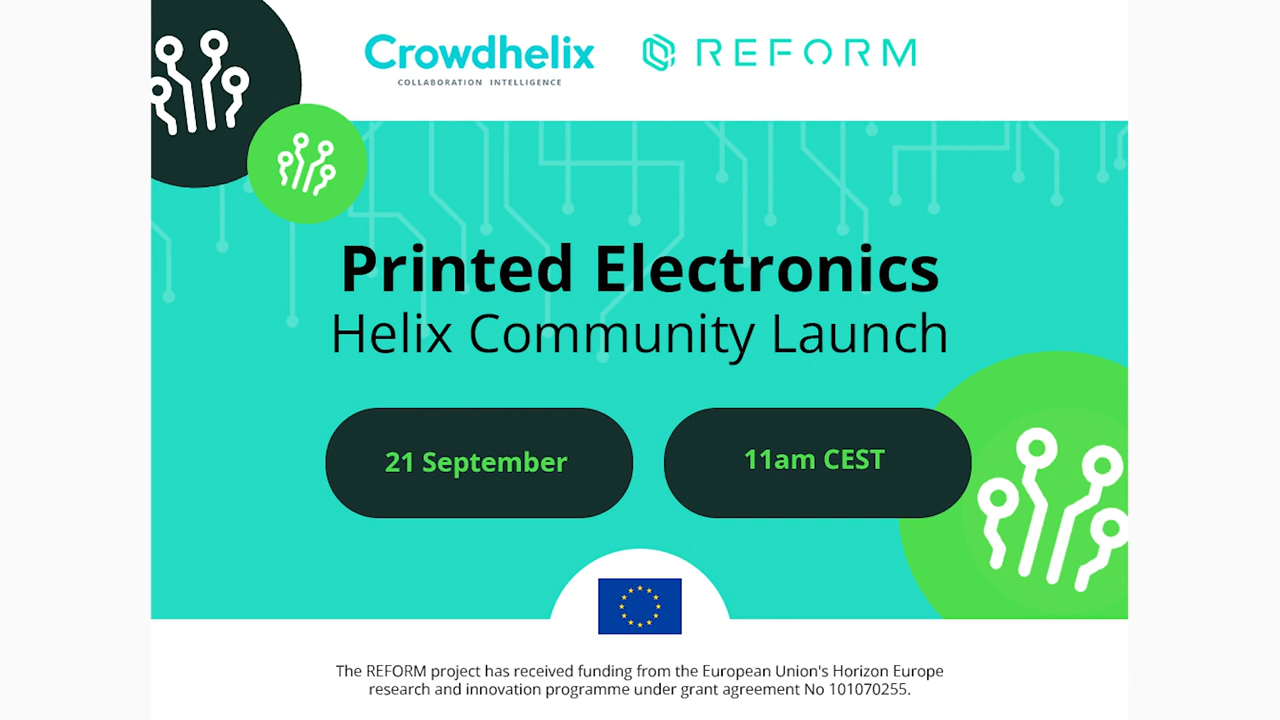 Crowdhelix
COLLABORATION INTELLIGENCE
REFORM
Printed Electronics
Helix Community Launch
21 September
11am CEST
The REFORM project has received funding from the European Union's Horizon Europe
research and innovation programme under grant agreement No 101070255.